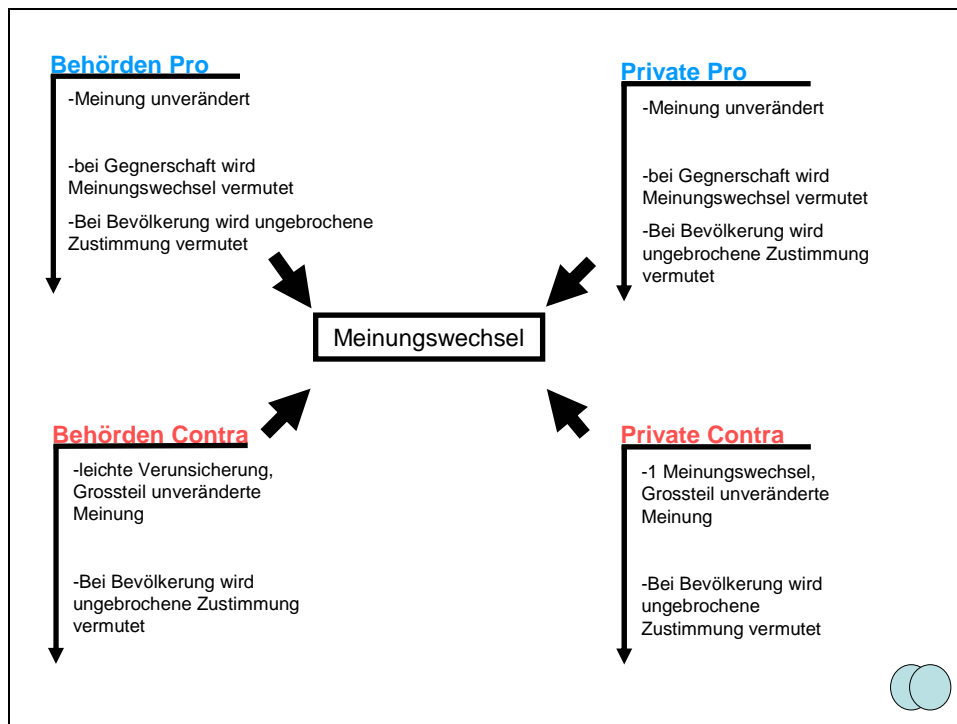 Behörden Pro
-Meinung unverändert
-bei Gegnerschaft wird
Meinungswechsel vermutet
-Bei Bevölkerung wird ungebrochene
Zustimmung vermutet
Private Pro
-Meinung unverändert
-bei Gegnerschaft wird
Meinungswechsel vermutet
-Bei Bevölkerung wird
ungebrochene Zustimmung
vermutet
Meinungswechsel
Behörden Contra
-leichte Verunsicherung,
Grossteil unveränderte
Meinung
-Bei Bevölkerung wird
ungebrochene Zustimmung
vermutet
Private Contra
-1 Meinungswechsel,
Grossteil unveränderte
Meinung
-Bei Bevölkerung wird
ungebrochene
Zustimmung vermutet